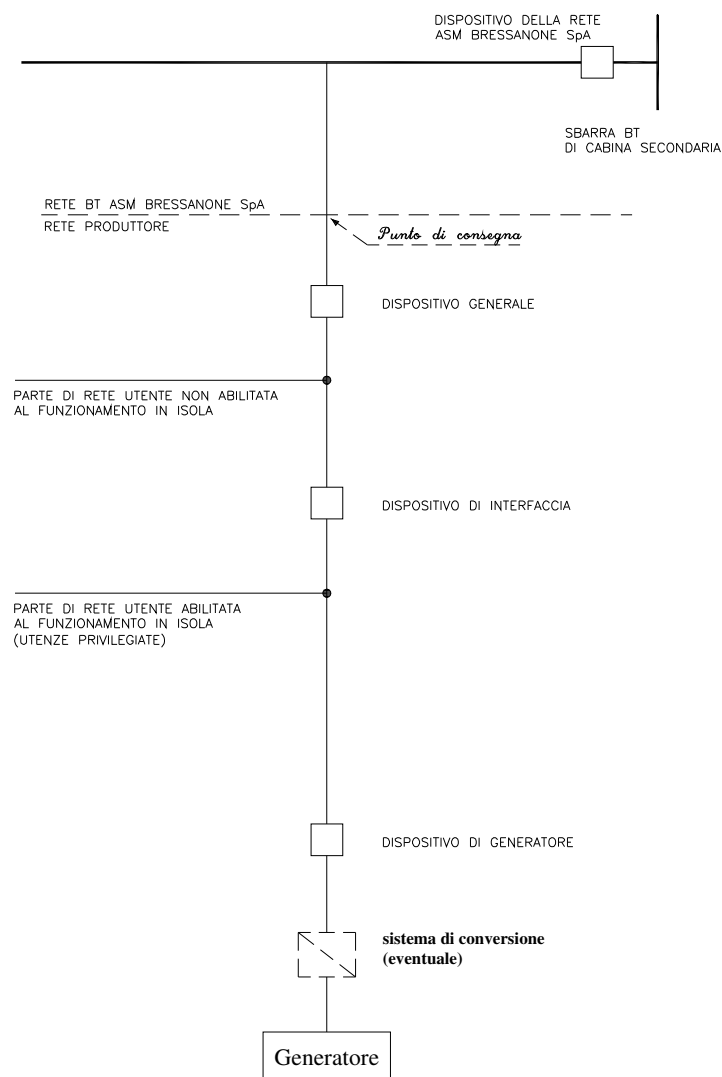 DISPOSITIVO DELLA RETE
ASM BRESSANONE SpA
SBARRA BT
DI CABINA SECONDARIA
RETE BT ASM BRESSANONE SpA
RETE PRODUTTORE
Punto di consegna
DISPOSITIVO GENERALE
PARTE DI RETE UTENTE NON ABILITATA
AL FUNZIONAMENTO IN ISOLA
DISPOSITIVO DI INTERFACCIA
PARTE DI RETE UTENTE ABILITATA
AL FUNZIONAMENTO IN ISOLA
(UTENZE PRIVILEGIATE)
DISPOSITIVO DI GENERATORE
sistema di conversione
(eventuale)
Generatore